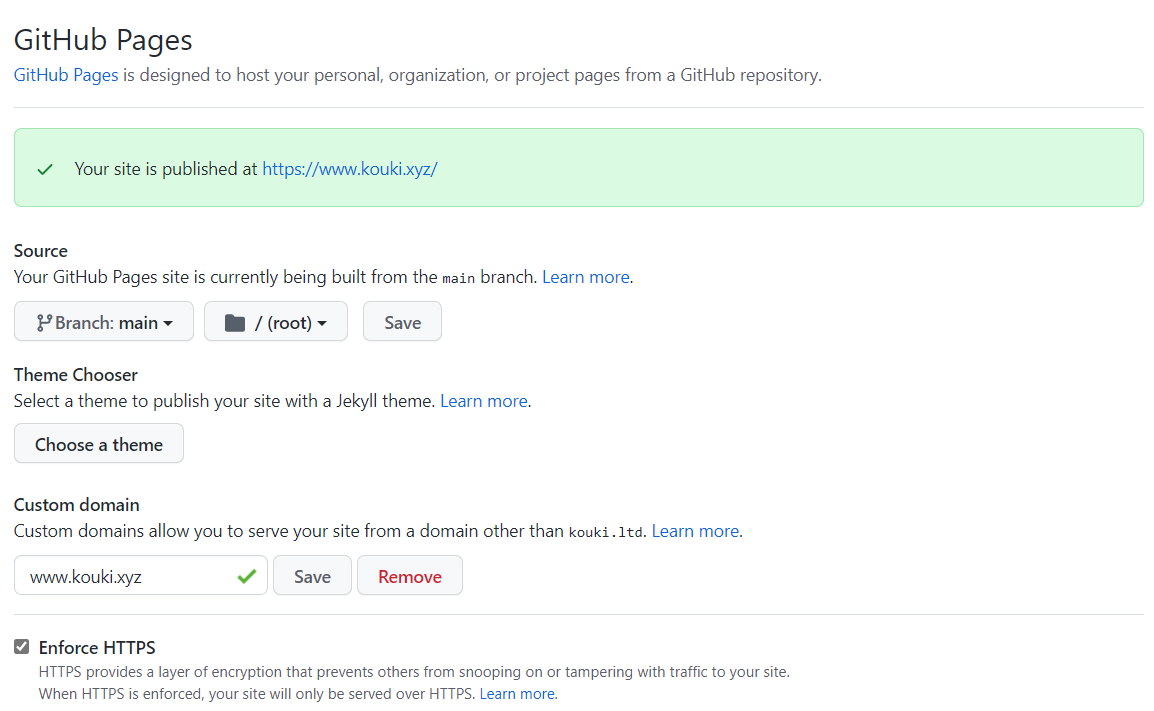 GitHub Pages
GitHub Pages is designed to host your personal, organization, or project pages from a GitHub repository.
Your site is published at https://www.kouki.xyz/
Source
Your GitHub Pages site is currently being built from the main branch. Learn more.
Branch: main / (root) Save
Theme Chooser
Select a theme to publish your site with a Jekyll theme. Learn more.
Choose a theme
Custom domain
Custom domains allow you to serve your site from a domain other than kouki.ltd. Learn more.
www.kouki.xyz Save Remove
Enforce HTTPS
HTTPS provides a layer of encryption that prevents others from snooping on or tampering with traffic to your site.
When HTTPS is enforced, your site will only be served over HTTPS. Learn more.